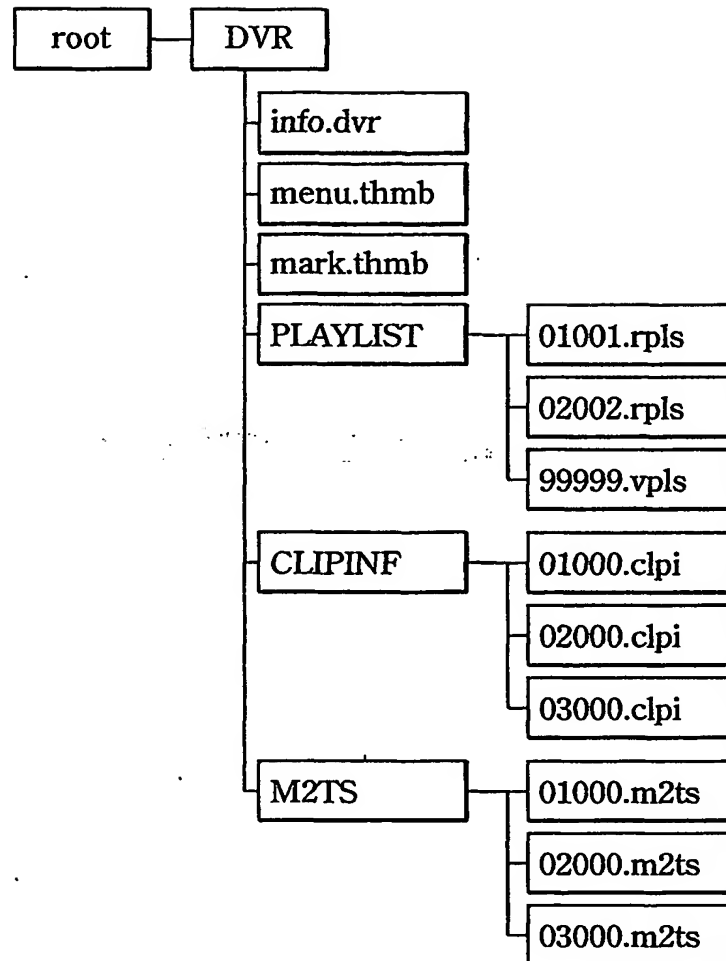 root
DVR
info.dvr
menu.thmb
mark.thmb
PLAYLIST
01001.rpls
02002.rpls
99999.vpls
CLIPINF
01000.clpi
02000.clpi
03000.clpi
M2TS
01000.m2ts
02000.m2ts
03000.m2ts